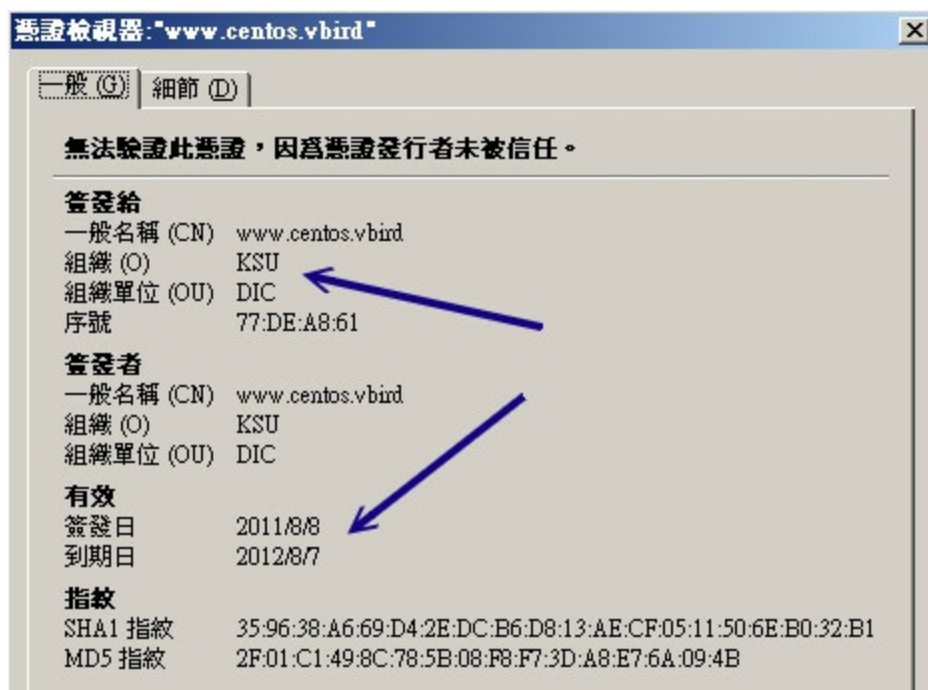 憑證檢視器:"www.centos.vbird"
一般 (G) 細節 (D)
無法驗證此憑證，因為憑證發行者未被信任。
簽發給
一般名稱 (CN) www.centos.vbird
組織 (O) KSU
組織單位 (OU) DIC
序號 77:DE:A8:61
簽發者
一般名稱 (CN) www.centos.vbird
組織 (O) KSU
組織單位 (OU) DIC
有效
簽發日 2011/8/8
到期日 2012/8/7
指紋
SHA1 指紋 35:96:38:A6:69:D4:2E:DC:B6:D8:13:AE:CF:05:11:50:6E:B0:32:B1
MD5 指紋 2F:01:C1:49:8C:78:5B:08:F8:F7:3D:A8:E7:6A:09:4B